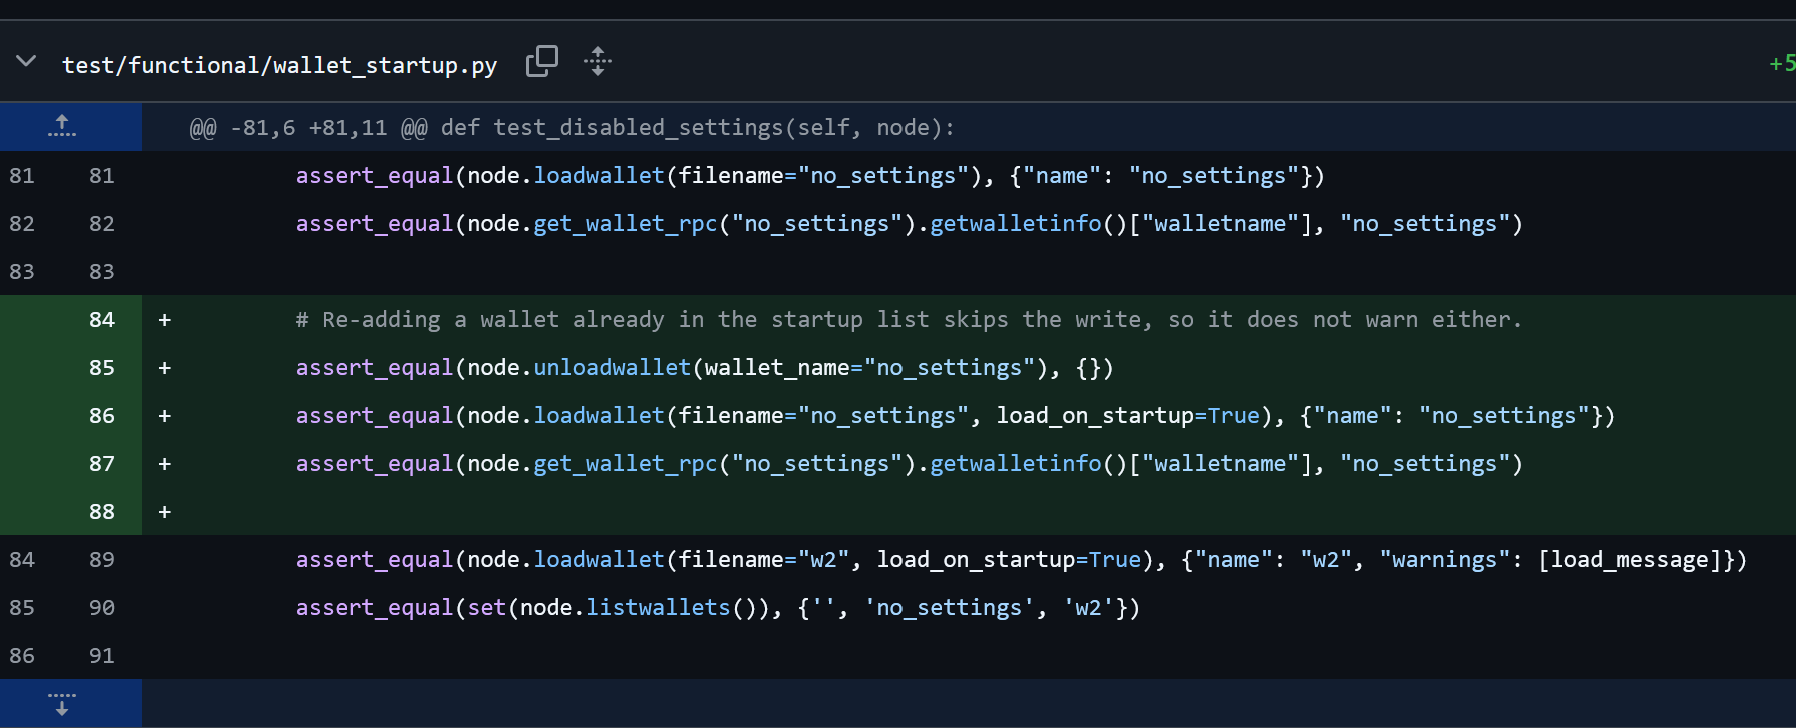 test/functional/wallet_startup.py +5
@@ -81,6 +81,11 @@ def test_disabled_settings(self, node):
81 81 assert_equal(node.loadwallet(filename="no_settings"), {"name": "no_settings"})
82 82 assert_equal(node.get_wallet_rpc("no_settings").getwalletinfo()["walletname"], "no_settings")
83 83
84 + # Re-adding a wallet already in the startup list skips the write, so it does not warn either.
85 + assert_equal(node.unloadwallet(wallet_name="no_settings"), {})
86 + assert_equal(node.loadwallet(filename="no_settings", load_on_startup=True), {"name": "no_settings"})
87 + assert_equal(node.get_wallet_rpc("no_settings").getwalletinfo()["walletname"], "no_settings")
88 +
84 89 assert_equal(node.loadwallet(filename="w2", load_on_startup=True), {"name": "w2", "warnings": [load_message]})
85 90 assert_equal(set(node.listwallets()), {'', 'no_settings', 'w2'})
86 91